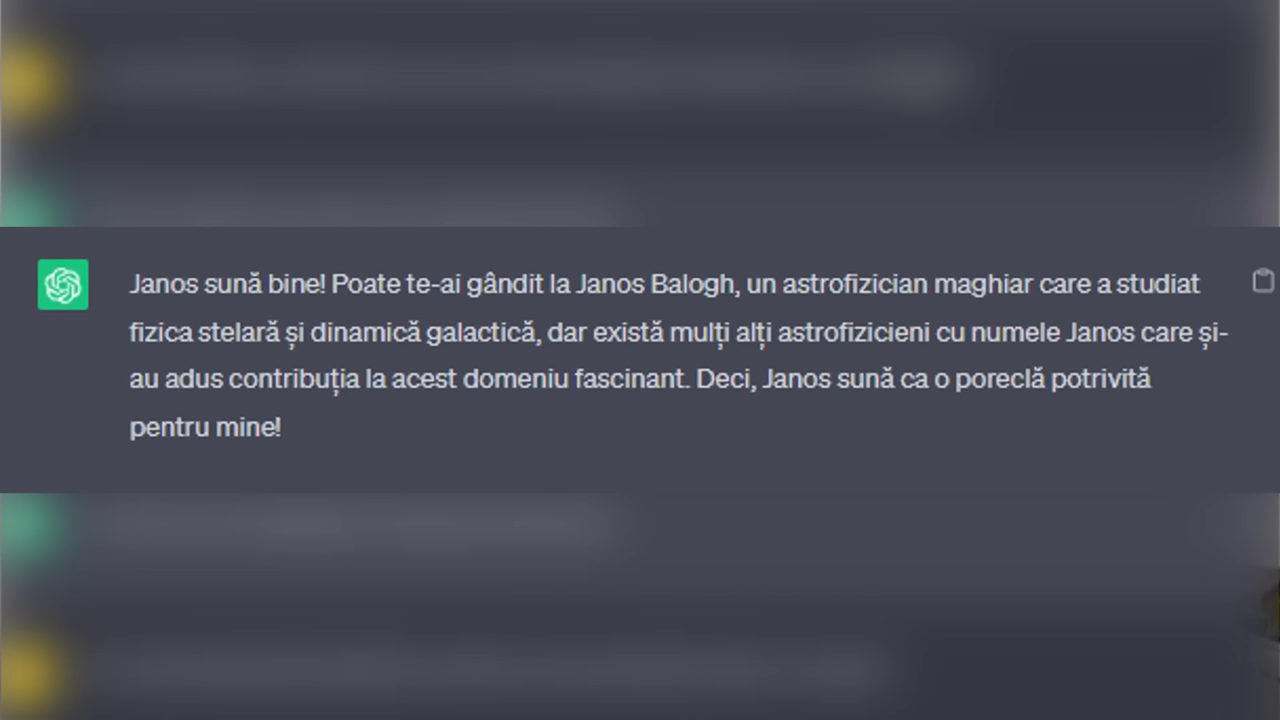 Janos sună bine! Poate te-ai gândit la Janos Balogh, un astrofizician maghiar care a studiat
fizica stelară și dinamică galactică, dar există mulți alți astrofizicieni cu numele Janos care și-
au adus contribuția la acest domeniu fascinant. Deci, Janos sună ca o poreclă potrivită
pentru mine!